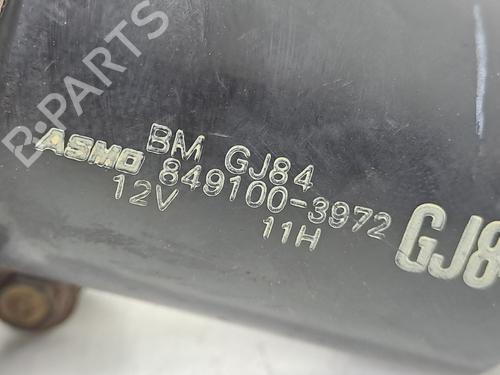 B-PARTS
ASMO BM GJ84
849100-3972
12V 11H
GJ8